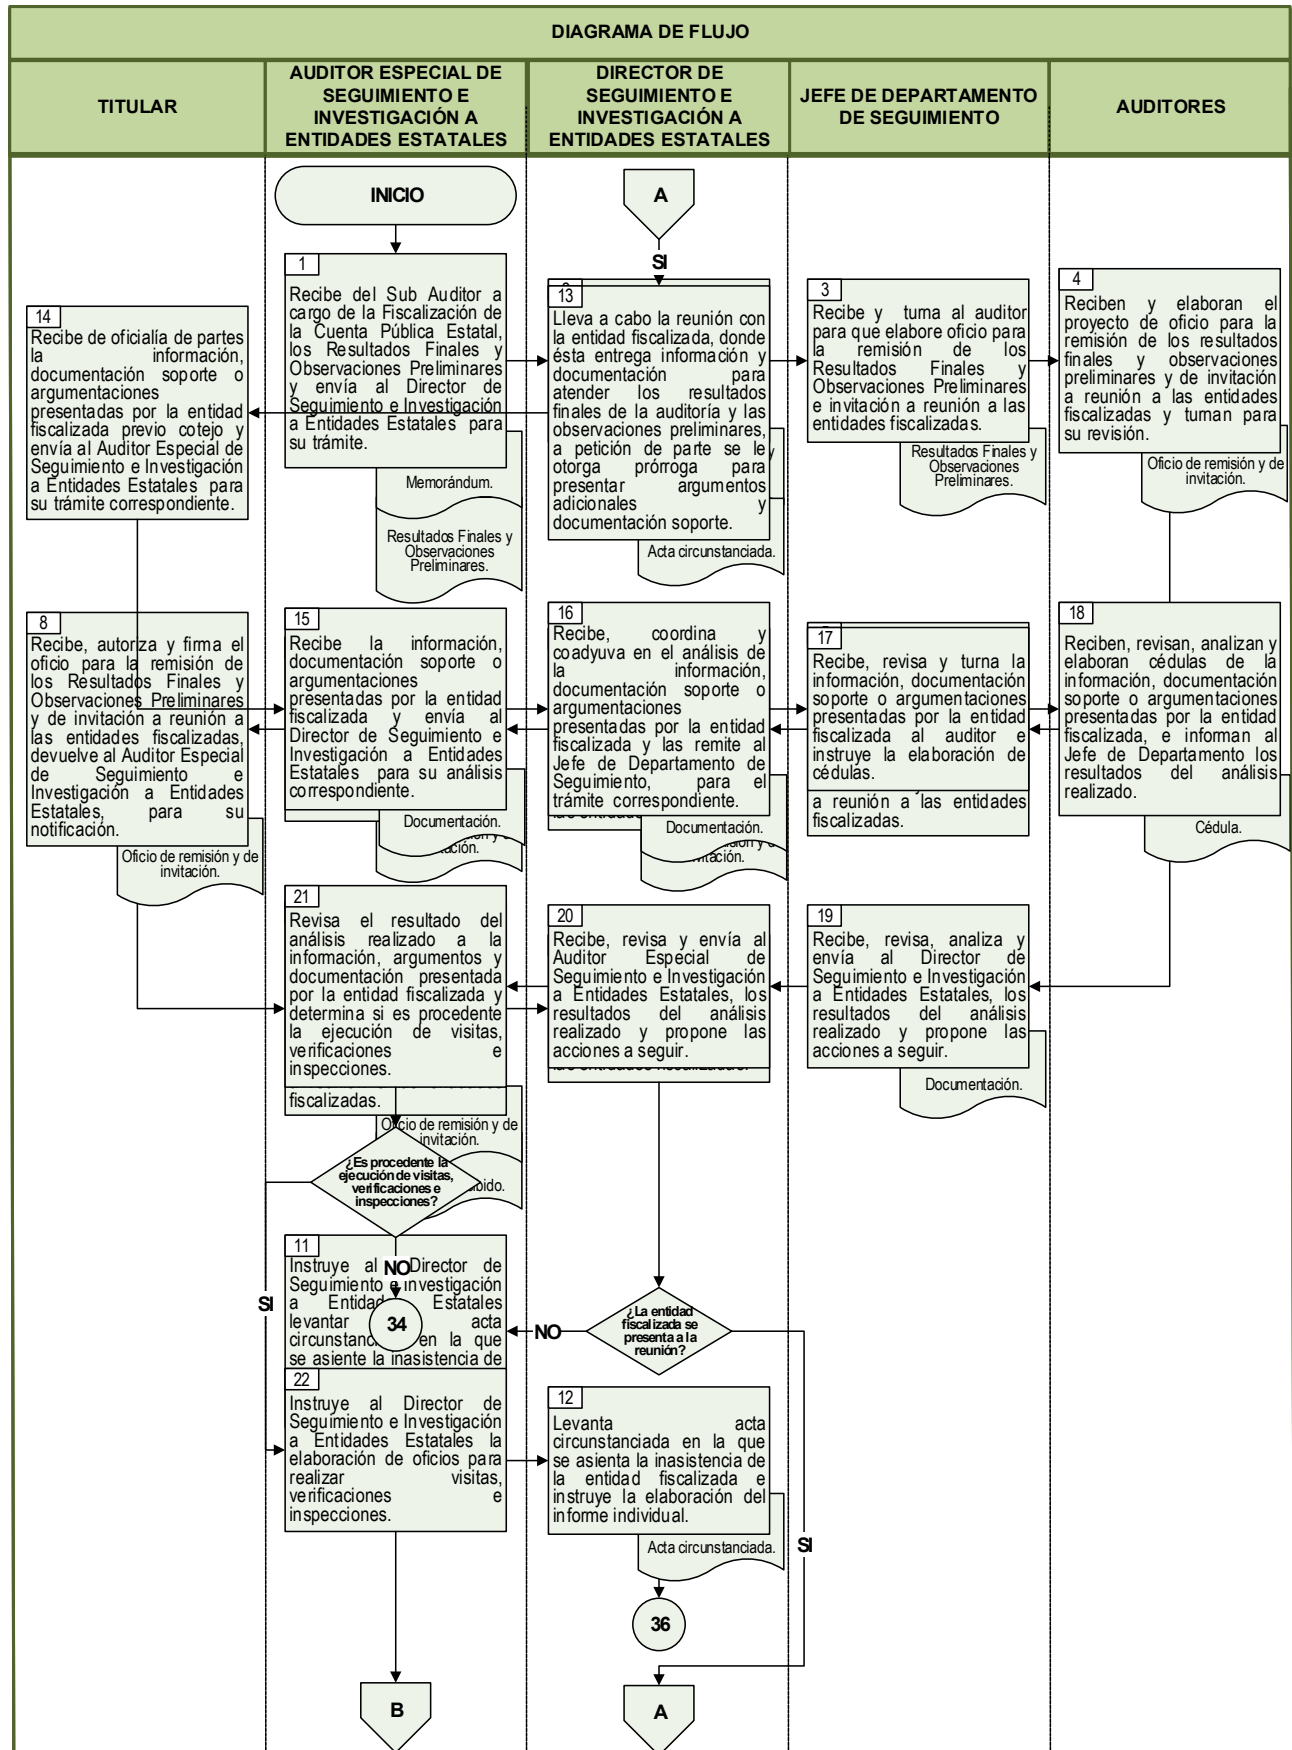 DIAGRAMA DE FLUJO
TITULAR
AUDITOR ESPECIAL DE
SEGUIMIENTO E
INVESTIGACIÓN A
ENTIDADES ESTATALES
DIRECTOR DE
SEGUIMIENTO E
INVESTIGACIÓN A
ENTIDADES ESTATALES
JEFE DE DEPARTAMENTO
DE SEGUIMIENTO
AUDITORES
INICIO
A
SI
14
Recibe de oficialía de partes
la información,
documentación soporte o
argumentaciones
presentadas por la entidad
fiscalizada previo cotejo y
envía al Auditor Especial de
Seguimiento e Investigación
a Entidades Estatales para
su trámite correspondiente.
1
Recibe del Sub Auditor a
cargo de la Fiscalización de
la Cuenta Pública Estatal,
los Resultados Finales y
Observaciones Preliminares
y envía al Director de
Seguimiento e Investigación
a Entidades Estatales para
su trámite.
Memorándum.
Resultados Finales y
Observaciones
Preliminares.
13
Lleva a cabo la reunión con
la entidad fiscalizada, donde
ésta entrega información y
documentación para
atender los resultados
finales de la auditoría y las
observaciones preliminares,
a petición de parte se le
otorga prórroga para
presentar argumentos
adicionales y
documentación soporte.
y
Acta circunstanciada.
3
Recibe y turna al auditor
para que elabore oficio para
la remisión de los
Resultados Finales y
Observaciones Preliminares
e invitación a reunión a las
entidades fiscalizadas.
Resultados Finales y
Observaciones
Preliminares.
4
Reciben y elaboran el
proyecto de oficio para la
remisión de los resultados
finales y observaciones
preliminares y de invitación
a reunión a las entidades
fiscalizadas y turnan para
su revisión.
Oficio de remisión y de
invitación.
8
Recibe, autoriza y firma el
oficio para la remisión de
los Resultados Finales y
Observaciones Preliminares
y de invitación a reunión a
las entidades fiscalizadas,
devuelve al Auditor Especial
de Seguimiento e
Investigación a Entidades
Estatales, para su
notificación.
Oficio de remisión y de
invitación.
15
Recibe la información,
documentación soporte o
argumentaciones
presentadas por la entidad
fiscalizada y envía al
Director de Seguimiento e
Investigación a Entidades
Estatales para su análisis
correspondiente.
Documentación.
16
Recibe, coordina y
coadyuva en el análisis de
la información,
documentación soporte o
argumentaciones
presentadas por la entidad
fiscalizada y las remite al
Jefe de Departamento de
Seguimiento, para el
trámite correspondiente.
Documentación.
17
Recibe, revisa y turna la
información, documentación
soporte o argumentaciones
presentadas por la entidad
fiscalizada al auditor e
instruye la elaboración de
cédulas.
a reunión a las entidades
fiscalizadas.
18
Reciben, revisan, analizan y
elaboran cédulas de la
información, documentación
soporte o argumentaciones
presentadas por la entidad
fiscalizada, e informan al
Jefe de Departamento los
resultados del análisis
realizado.
Cédula.
21
Revisa el resultado del
análisis realizado a la
información, argumentos y
documentación presentada
por la entidad fiscalizada y
determina si es procedente
la ejecución de visitas,
verificaciones e
inspecciones.
fiscalizadas.
Oficio de remisión y de
invitación.
20
Recibe, revisa y envía al
Auditor Especial de
Seguimiento e Investigación
a Entidades Estatales, los
resultados del análisis
realizado y propone las
acciones a seguir.
19
Recibe, revisa, analiza y
envía al Director de
Seguimiento e Investigación
a Entidades Estatales, los
resultados del análisis
realizado y propone las
acciones a seguir.
Documentación.
¿Es procedente la
ejecución de visitas,
verificaciones e
inspecciones?
NO
34
SI
11
Instruye al Director de
Seguimiento e Investigación
a Entidades Estatales
levantar acta
en la que
se asiente la inasistencia de
¿La entidad
fiscalizada se
presenta a la
reunión?
NO
SI
22
Instruye al Director de
Seguimiento e Investigación
a Entidades Estatales la
elaboración de oficios para
realizar visitas,
verificaciones e
inspecciones.
12
Levanta acta
circunstanciada en la que
se asienta la inasistencia de
la entidad fiscalizada e
instruye la elaboración del
informe individual.
Acta circunstanciada.
36
B
A